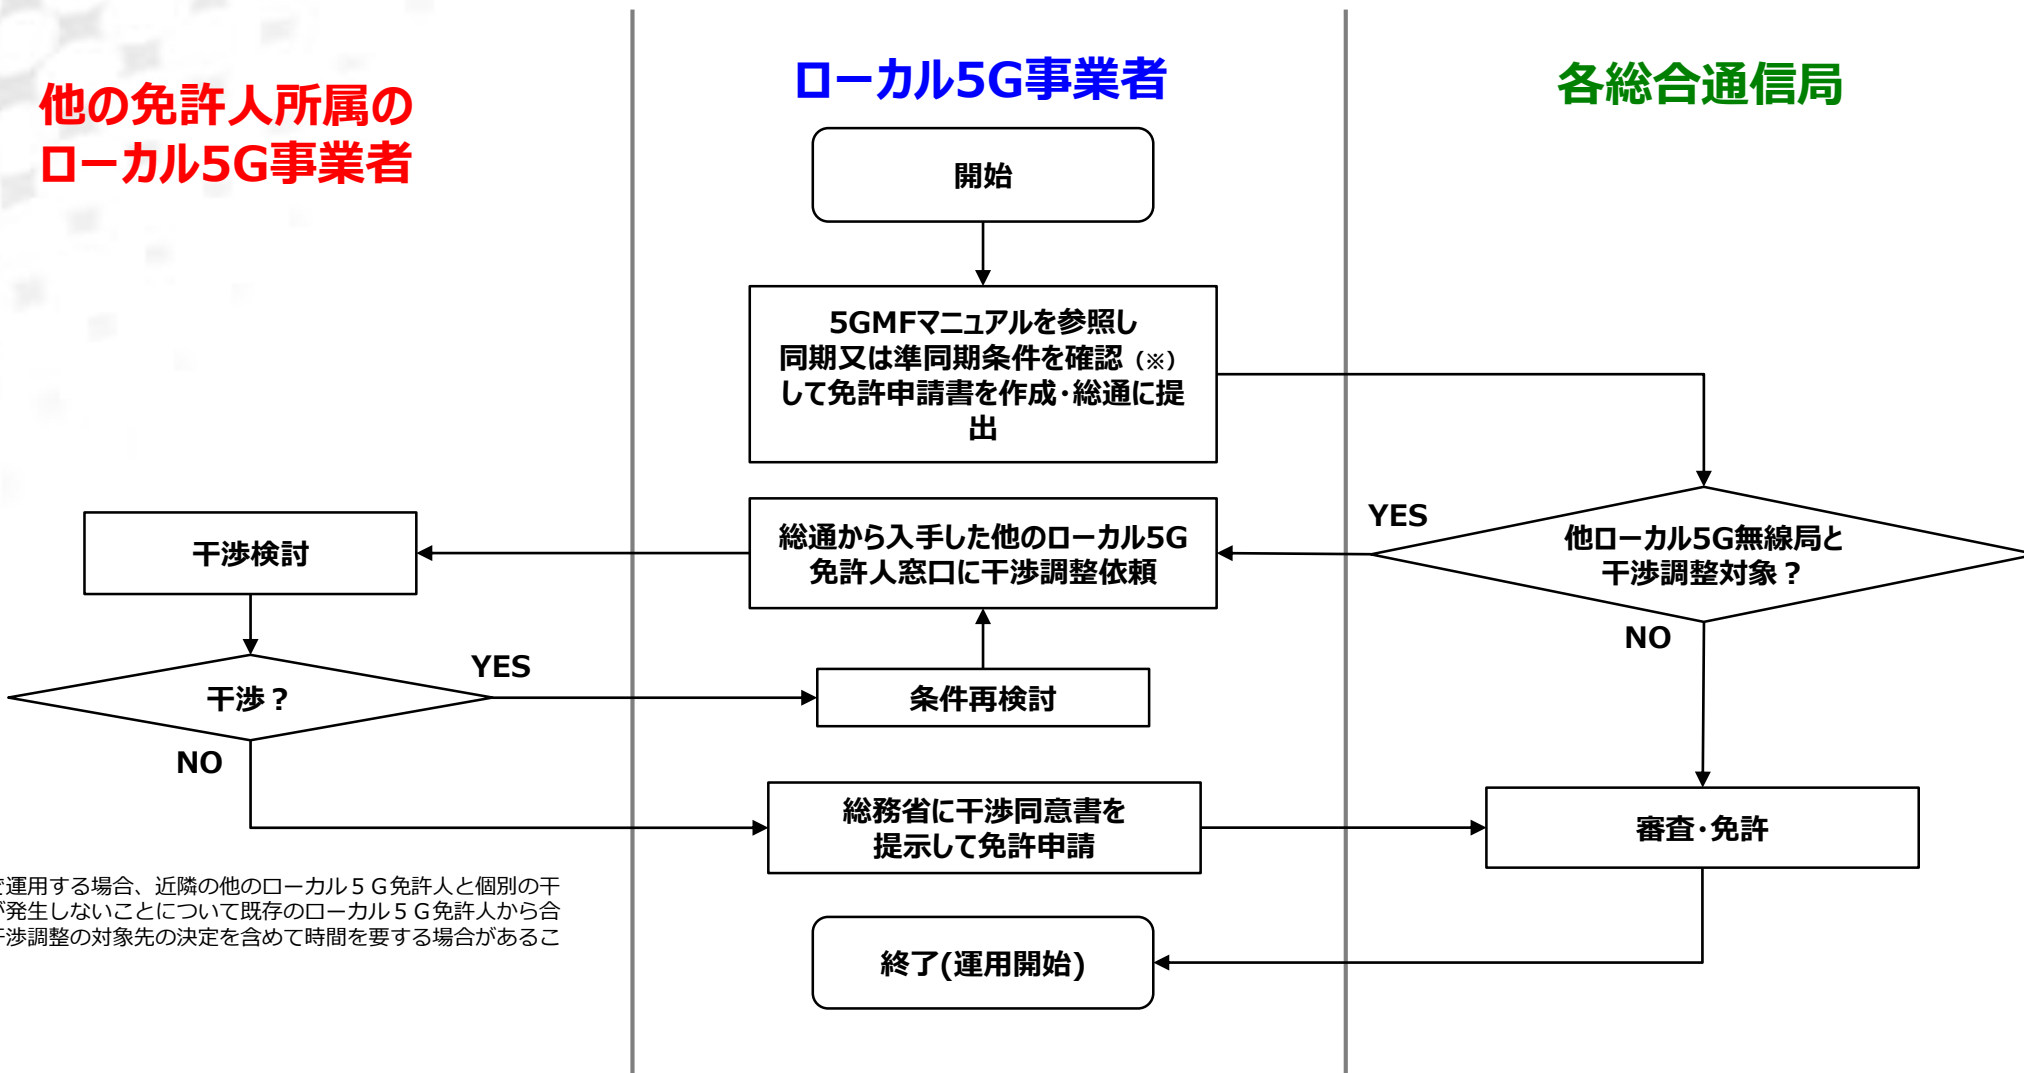 他の免許人所属の
ローカル5G事業者
ローカル5G事業者
各総合通信局
開始
5GMFマニュアルを参照し
同期又は準同期条件を確認（※）
して免許申請書を作成・総通に提
出
YES
他ローカル5G無線局と
干渉調整対象？
NO
総通から入手した他のローカル5G
免許人窓口に干渉調整依頼
干渉検討
干渉？
YES
NO
条件再検討
総務省に干渉同意書を
提示して免許申請
審査・免許
終了(運用開始)
運用する場合、近隣の他のローカル５Ｇ免許人と個別の干
が発生しないことについて既存のローカル５Ｇ免許人から合
渉調整の対象先の決定を含めて時間を要する場合があるこ